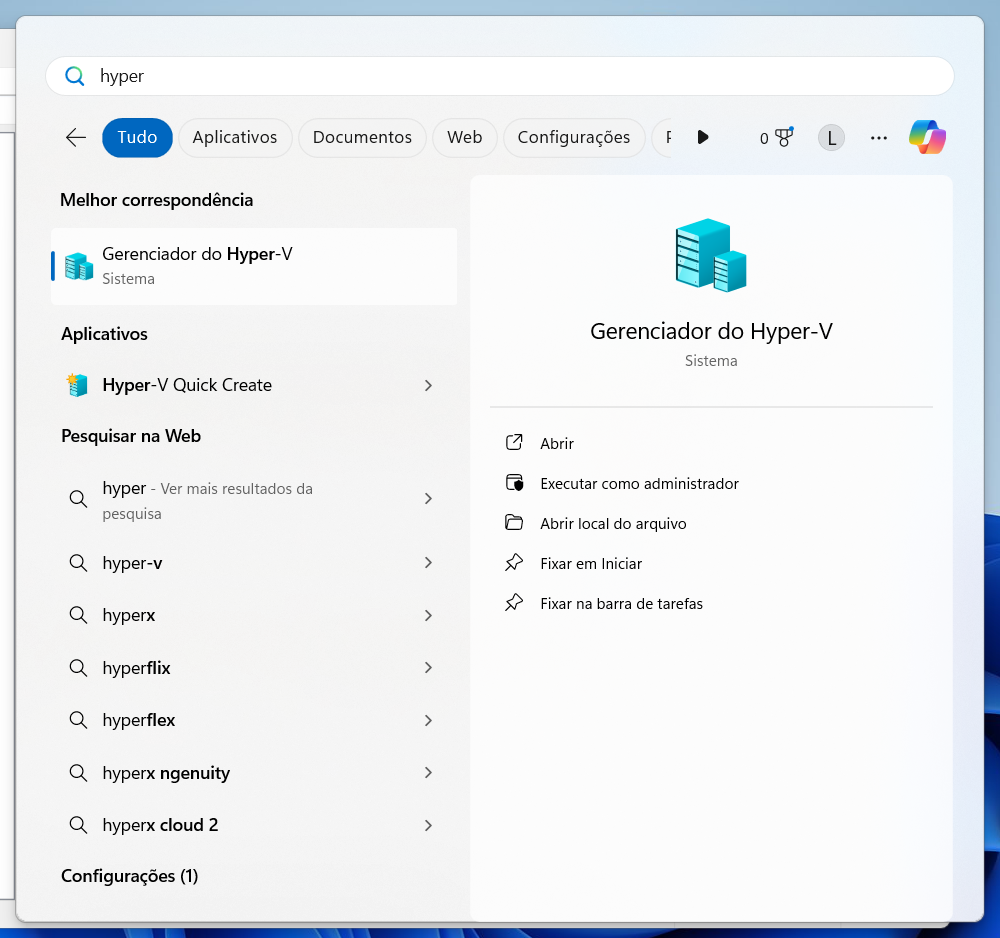 hyper
Tudo Aplicativos Documentos Web Configurações 0 L
Melhor correspondência
Gerenciador do Hyper-V
Sistema
Aplicativos
Hyper-V Quick Create
Pesquisar na Web
hyper - Ver mais resultados da
pesquisa
hyper-v
hyperx
hyperflix
hyperflex
hyperx ngenuity
hyperx cloud 2
Configurações (1)
Gerenciador do Hyper-V
Sistema
Abrir
Executar como administrador
Abrir local do arquivo
Fixar em Iniciar
Fixar na barra de tarefas